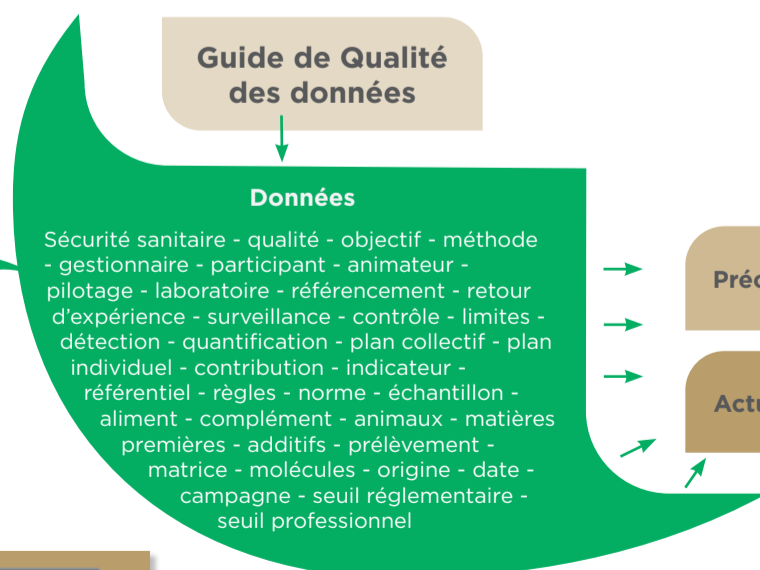 Guide de Qualité
des données
Données
Sécurité sanitaire - qualité - objectif - méthode
- gestionnaire - participant - animateur -
pilotage - laboratoire - référencement - retour
d’expérience - surveillance - contrôle - limites -
détection - quantification - plan collectif - plan
individuel - contribution - indicateur -
référentiel - règles - norme - échantillon -
aliment - complément - animaux - matières
premières - additifs - prélèvement -
matrice - molécules - origine - date -
campagne - seuil réglementaire -
seuil professionnel